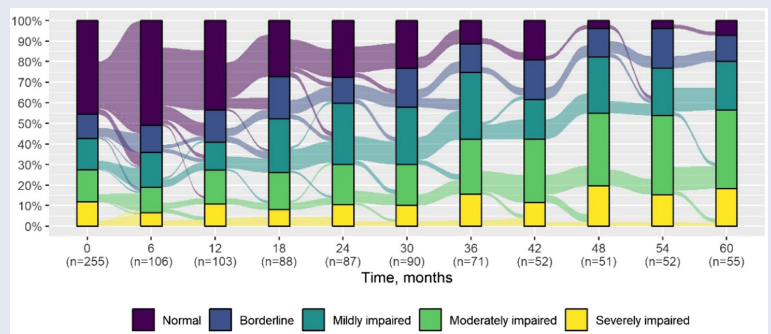 100%
90%
80%
70%
60%
50%
40%
30%
20%
10%
0%
0 6 12 18 24 30 36 42 48 54 60
(n=255) (n=106) (n=103) (n=88) (n=87) (n=90) (n=71) (n=52) (n=51) (n=52) (n=55)
Time, months
Normal Borderline Mildly impaired Moderately impaired Severely impaired